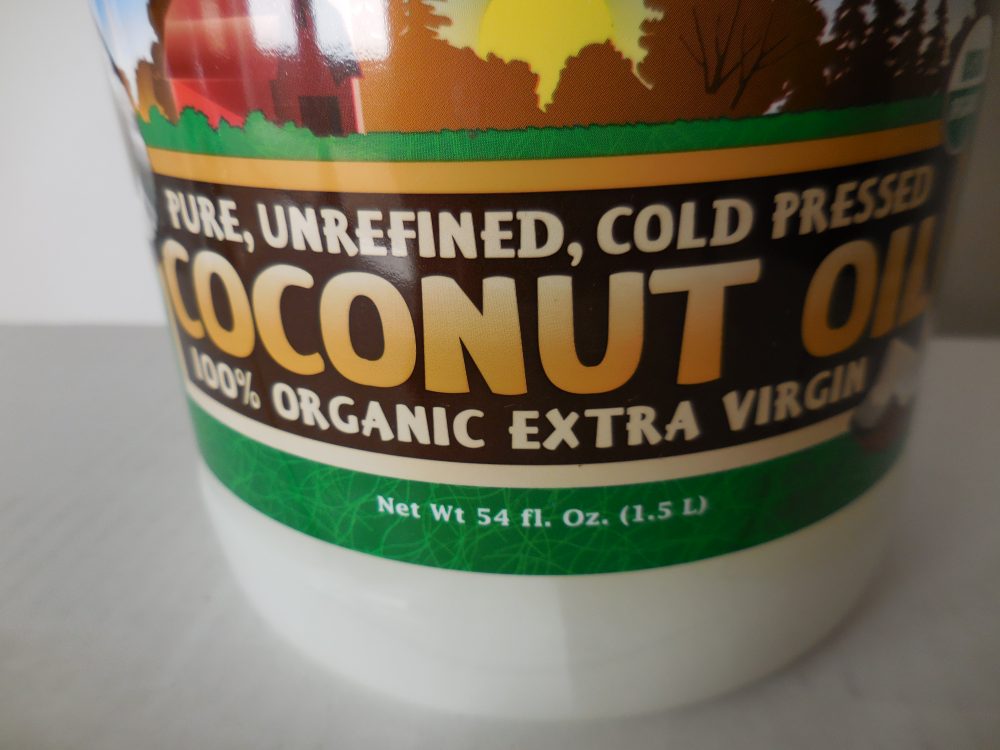 PURE, UNREFINED, COLD PRESSED
COCONUT OIL
100% ORGANIC EXTRA VIRGIN
Net Wt 54 fl. Oz. (1.5 L)